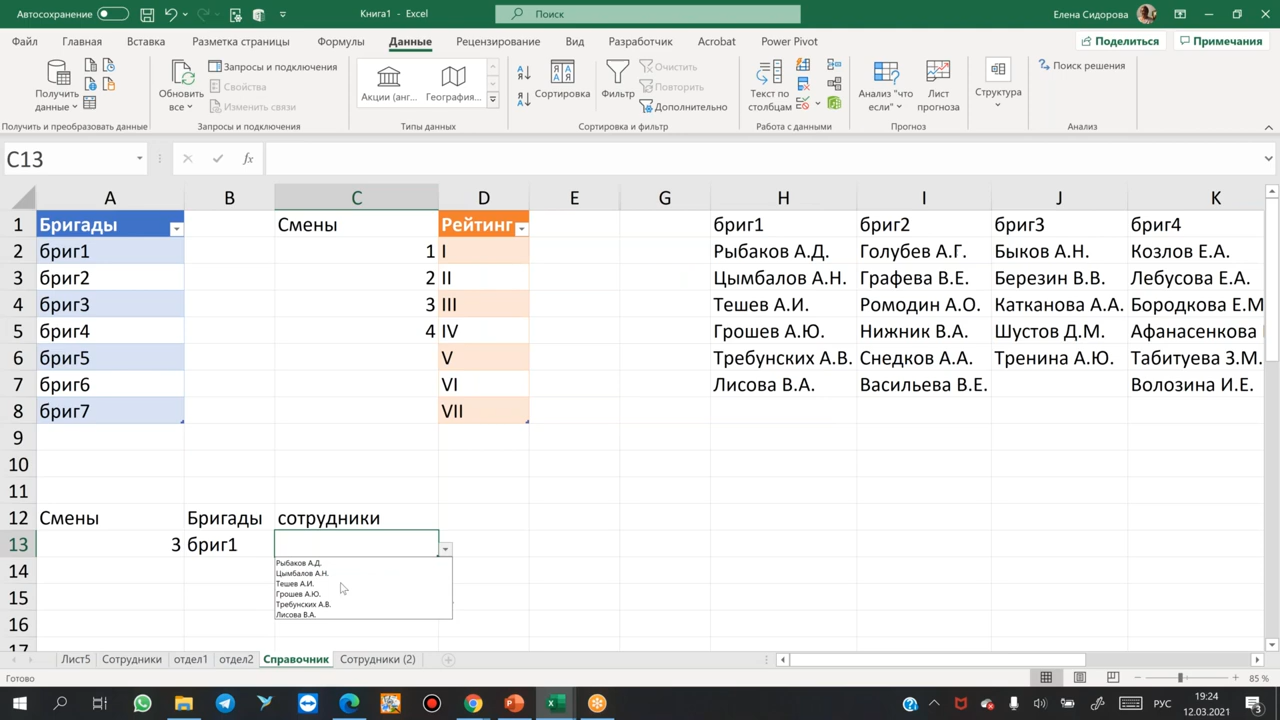 Автосохранение
Книга1 - Excel
Поиск
Елена Сидорова
Файл Главная Вставка Разметка страницы Формулы Данные Рецензирование Вид Разработчик Acrobat Power Pivot
Поделиться Примечания
Получить данные
Обновить все
Запросы и подключения
Свойства
Изменить связи
Акции (анг...
География...
Сортировка
Фильтр
Очистить
Повторить
Дополнительно
Текст по столбцам
Анализ "что если"
Лист прогноза
Структура
Поиск решения
Получить и преобразовать данные Запросы и подключения Типы данных Сортировка и фильтр Работа с данными Прогноз Анализ
C13 fx
A B C D E G H I J K
1 Бригады Смены Рейтинг бриг1 бриг2 бриг3 бриг4
2 бриг1 1 I Рыбаков А.Д. Голубев А.Г. Быков А.Н. Козлов Е.А.
3 бриг2 2 II Цымбалов А.Н. Графева В.Е. Березин В.В. Лебусова Е.А.
4 бриг3 3 III Тешев А.И. Ромодин А.О. Катканова А.А. Бородкова Е.М
5 бриг4 4 IV Грошев А.Ю. Нижник В.А. Шустов Д.М. Афанасенкова
6 бриг5 V Требунских А.В. Снедков А.А. Тренина А.Ю. Табитуева З.М.
7 бриг6 VI Лисова В.А. Васильева В.Е. Волозина И.Е.
8 бриг7 VII
9
10
11
12 Смены Бригады сотрудники
13 3 бриг1
14
15
16
17
Рыбаков А.Д.
Цымбалов А.Н.
Тешев А.И.
Грошев А.Ю.
Требунских А.В.
Лисова В.А.
Лист5 Сотрудники отдел1 отдел2 Справочник Сотрудники (2)
Готово
85 %
РУС
19:24
12.03.2021